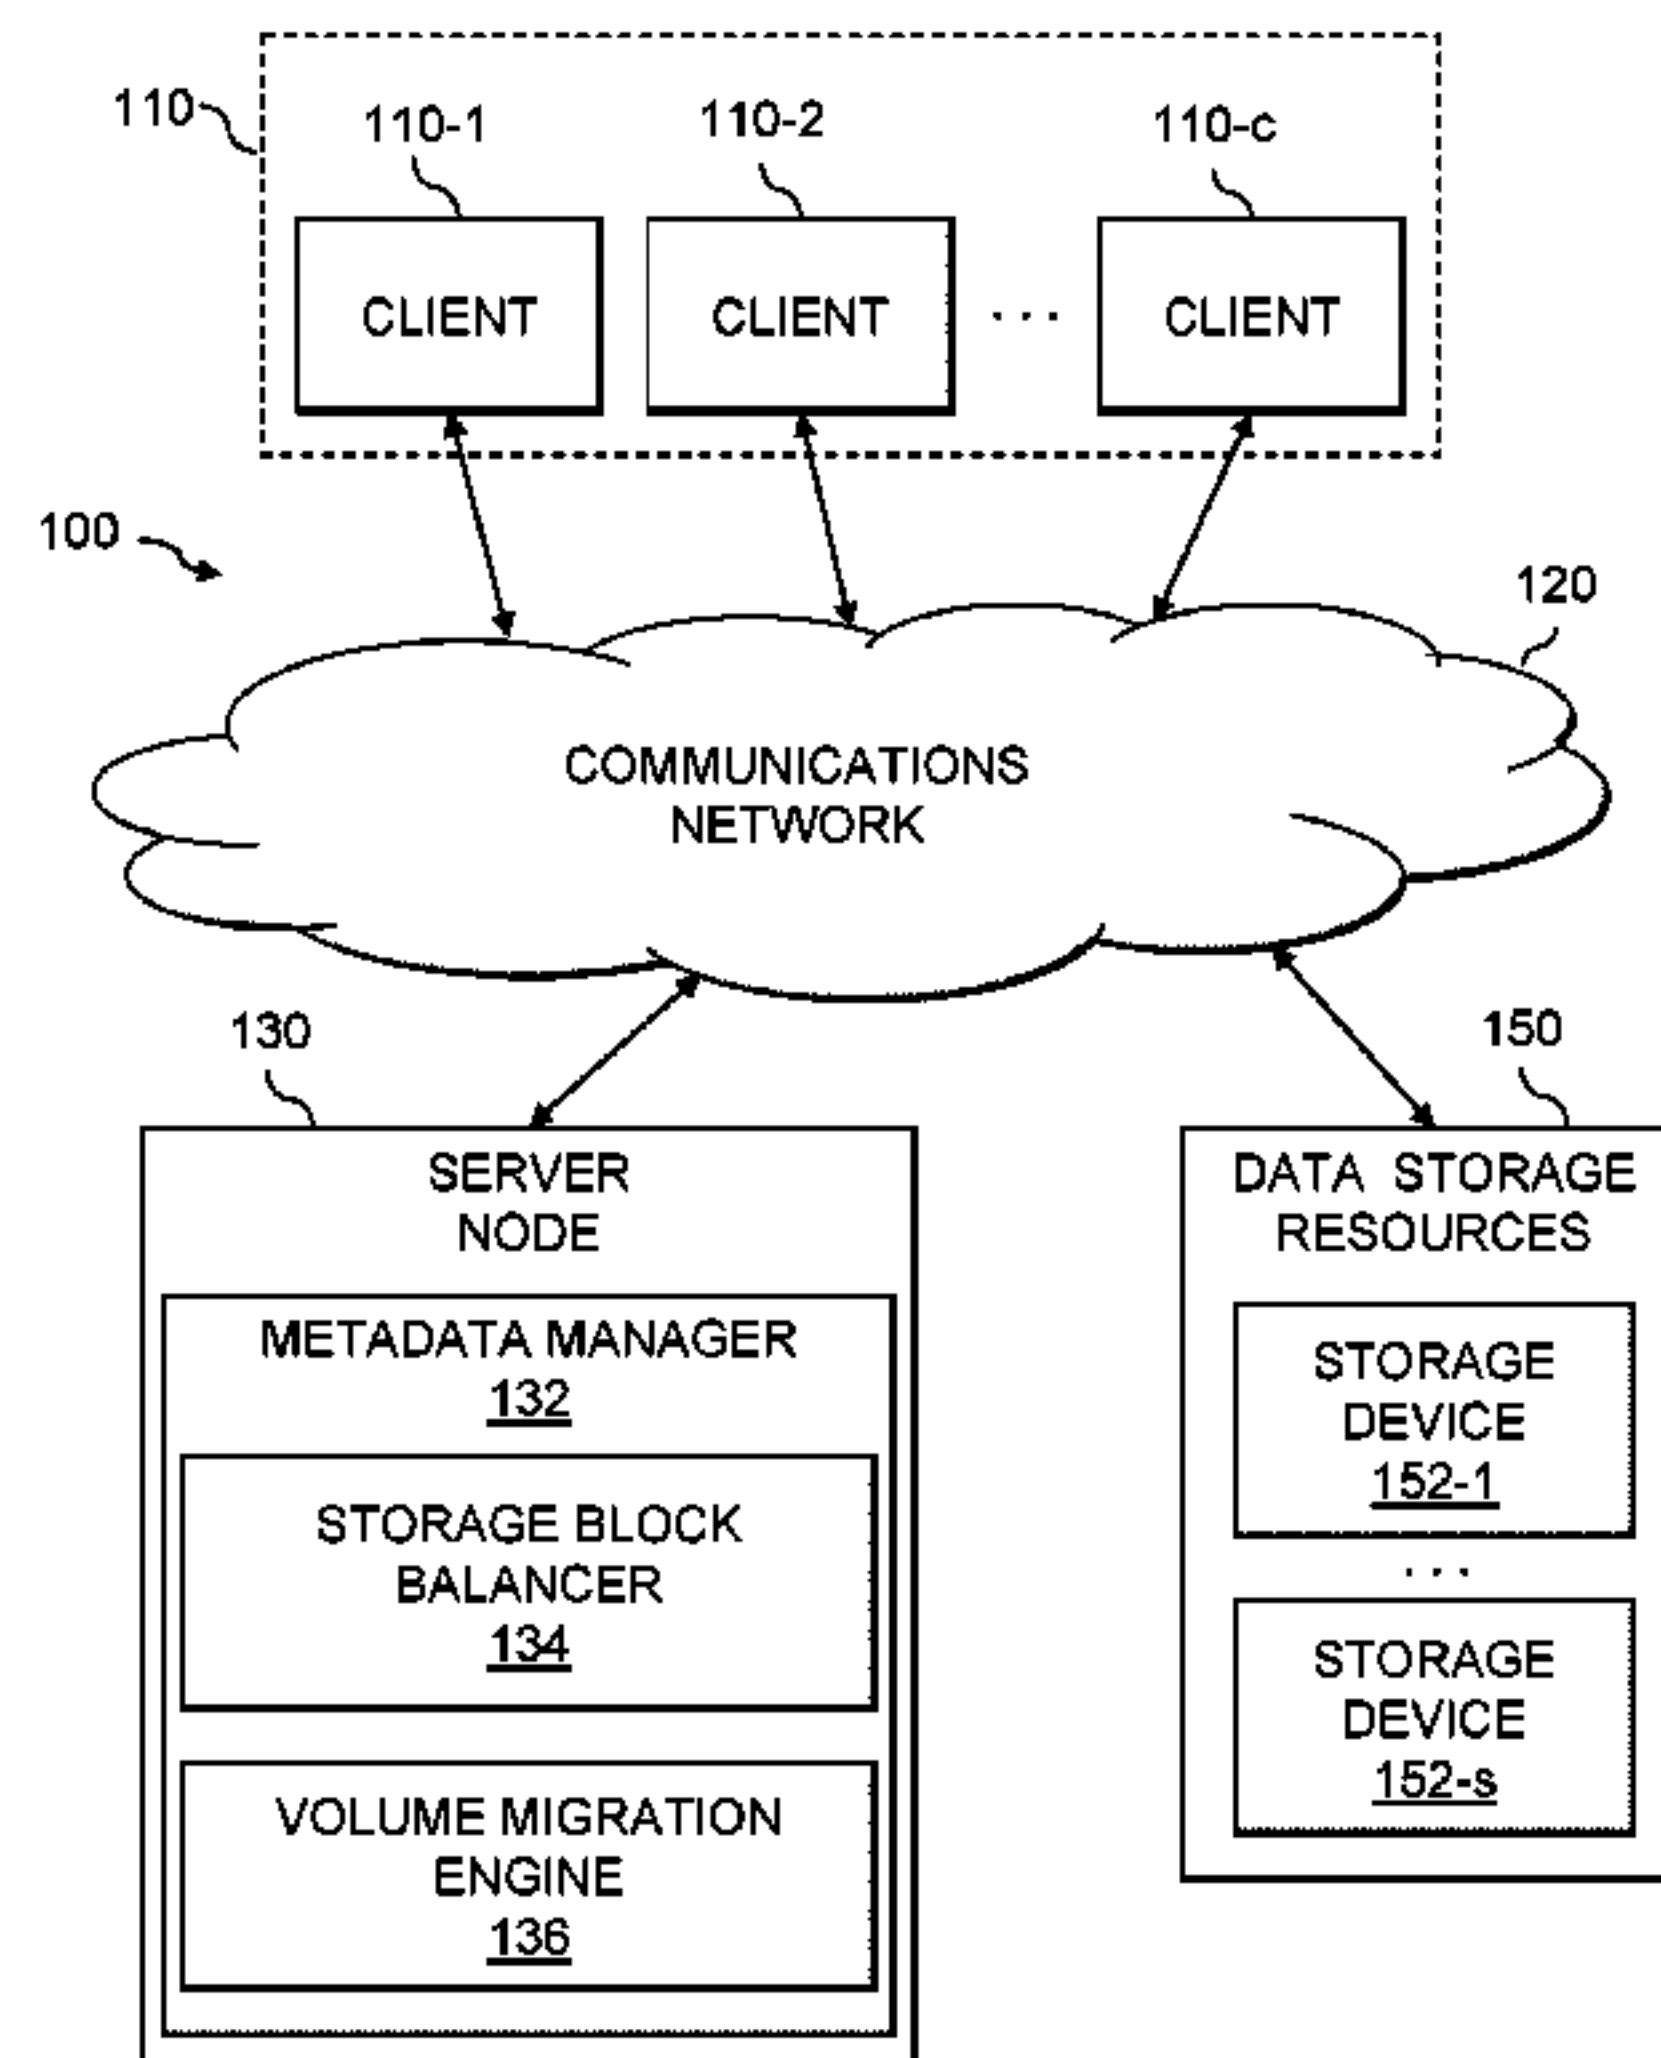 110
110-1
110-2
110-c
CLIENT
CLIENT
. . .
CLIENT
100
120
COMMUNICATIONS
NETWORK
130
150
SERVER
NODE
METADATA MANAGER
132
STORAGE BLOCK
BALANCER
134
VOLUME MIGRATION
ENGINE
136
DATA STORAGE
RESOURCES
STORAGE
DEVICE
152-1
. . .
STORAGE
DEVICE
152-s